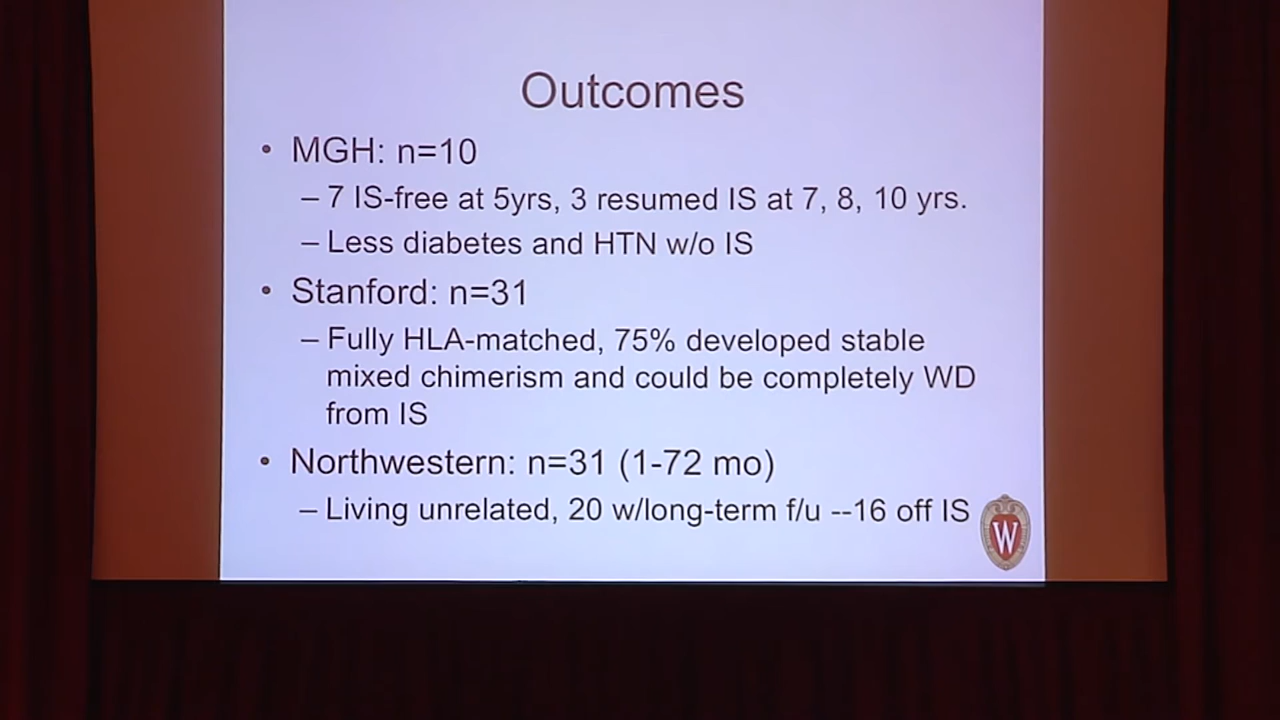 Outcomes
• MGH: n=10
– 7 IS-free at 5yrs, 3 resumed IS at 7, 8, 10 yrs.
– Less diabetes and HTN w/o IS
• Stanford: n=31
– Fully HLA-matched, 75% developed stable
mixed chimerism and could be completely WD
from IS
• Northwestern: n=31 (1-72 mo)
– Living unrelated, 20 w/long-term f/u --16 off IS
W